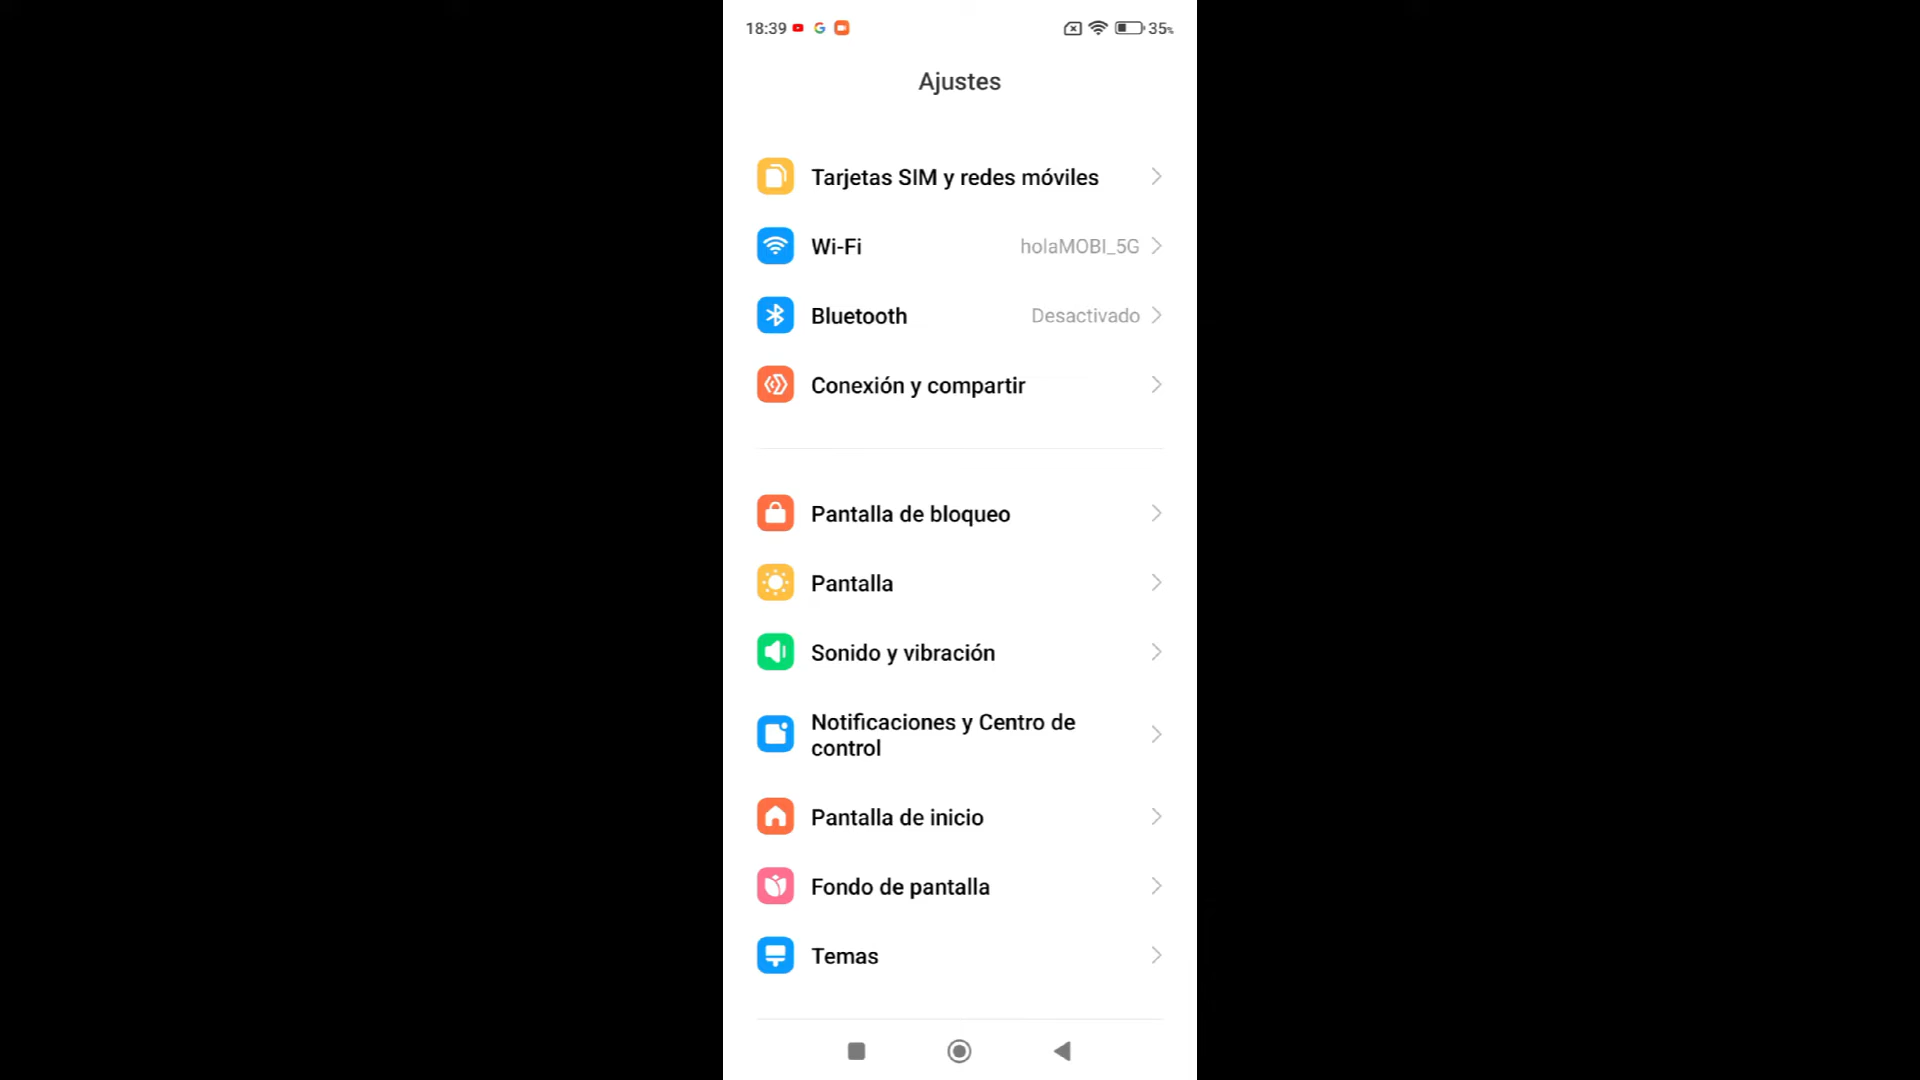 18:39
35%
Ajustes
Tarjetas SIM y redes móviles
Wi-Fi holaMOBI_5G
Bluetooth Desactivado
Conexión y compartir
Pantalla de bloqueo
Pantalla
Sonido y vibración
Notificaciones y Centro de
control
Pantalla de inicio
Fondo de pantalla
Temas